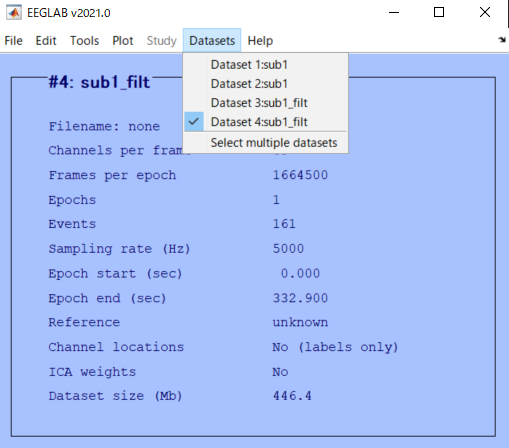 EEGLAB v2021.0
File Edit Tools Plot Study Datasets Help
Dataset 1:sub1
Dataset 2:sub1
Dataset 3:sub1_filt
Dataset 4:sub1_filt
Select multiple datasets
#4: sub1_filt
Filename: none
Channels per frame
Frames per epoch 1664500
Epochs 1
Events 161
Sampling rate (Hz) 5000
Epoch start (sec) 0.000
Epoch end (sec) 332.900
Reference unknown
Channel locations No (labels only)
ICA weights No
Dataset size (Mb) 446.4